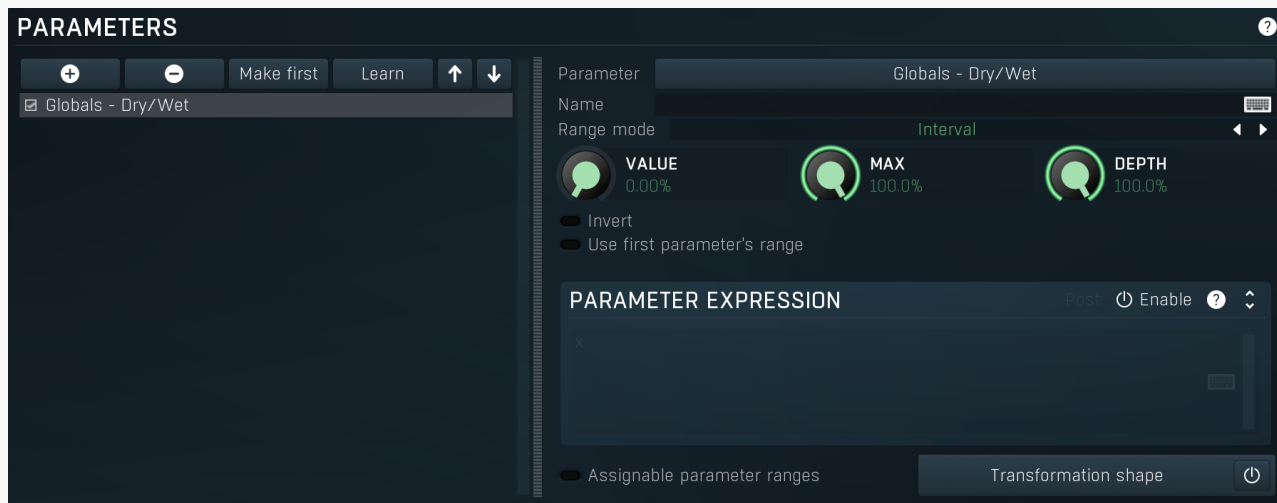 PARAMETERS
Make first Learn
Globals - Dry/Wet
Parameter Globals - Dry/Wet
Name
Range mode Interval
VALUE MAX DEPTH
0.00% 100.0% 100.0%
Invert
Use first parameter's range
PARAMETER EXPRESSION Post Enable
x
Assignable parameter ranges Transformation shape